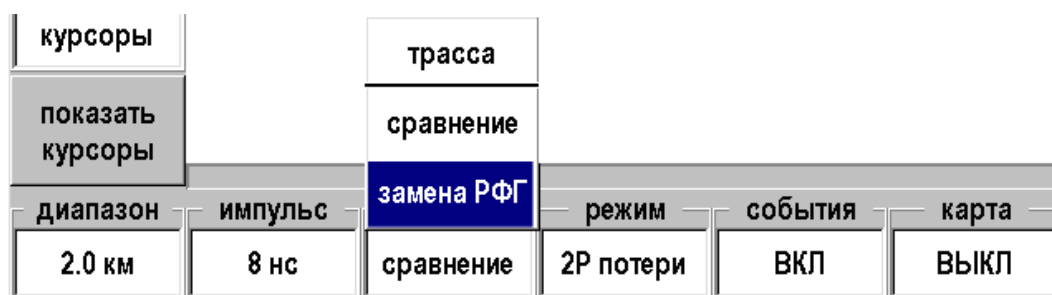 курсоры
трасса
показать
курсоры
сравнение
замена РФГ
диапазон импульс режим события карта
2.0 км 8 нс сравнение 2Р потери ВКЛ ВЫКЛ